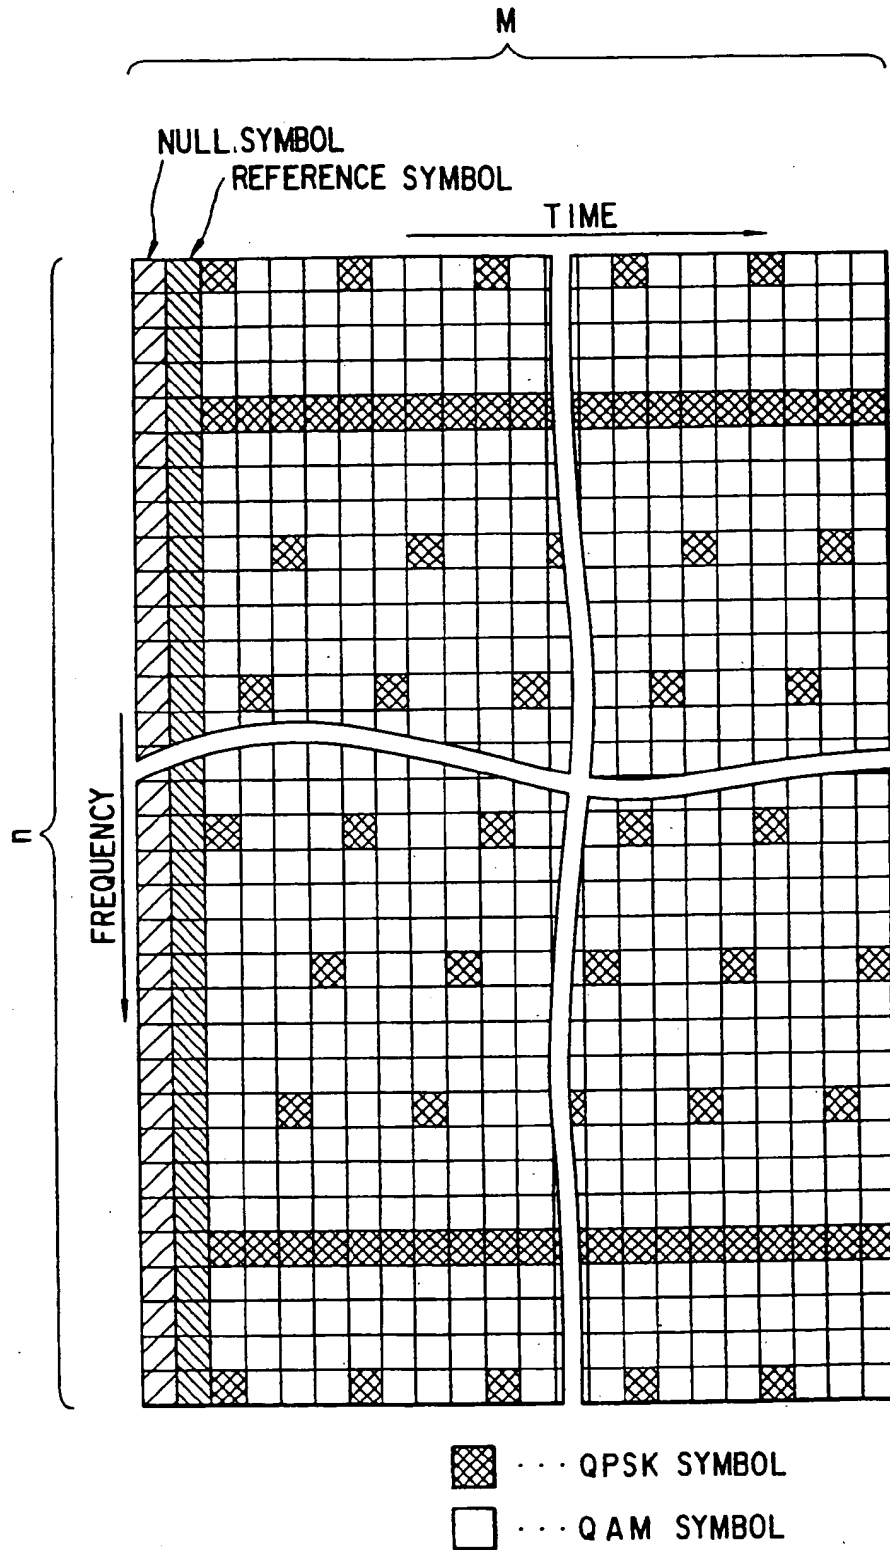 M
NULL.SYMBOL
REFERENCE SYMBOL
TIME
n
FREQUENCY
··· QPSK SYMBOL
··· QAM SYMBOL